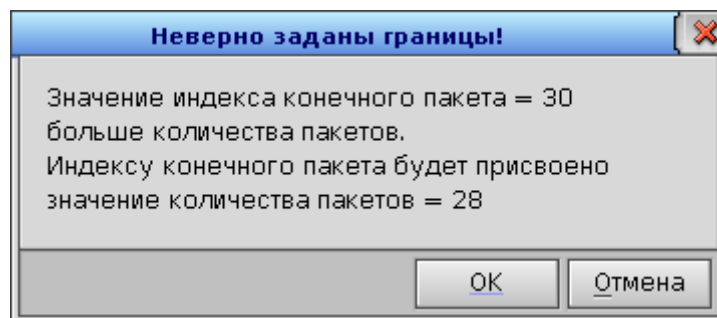 Неверно заданы границы!
Значение индекса конечного пакета = 30
больше количества пакетов.
Индексу конечного пакета будет присвоено
значение количества пакетов = 28
OK
Отмена